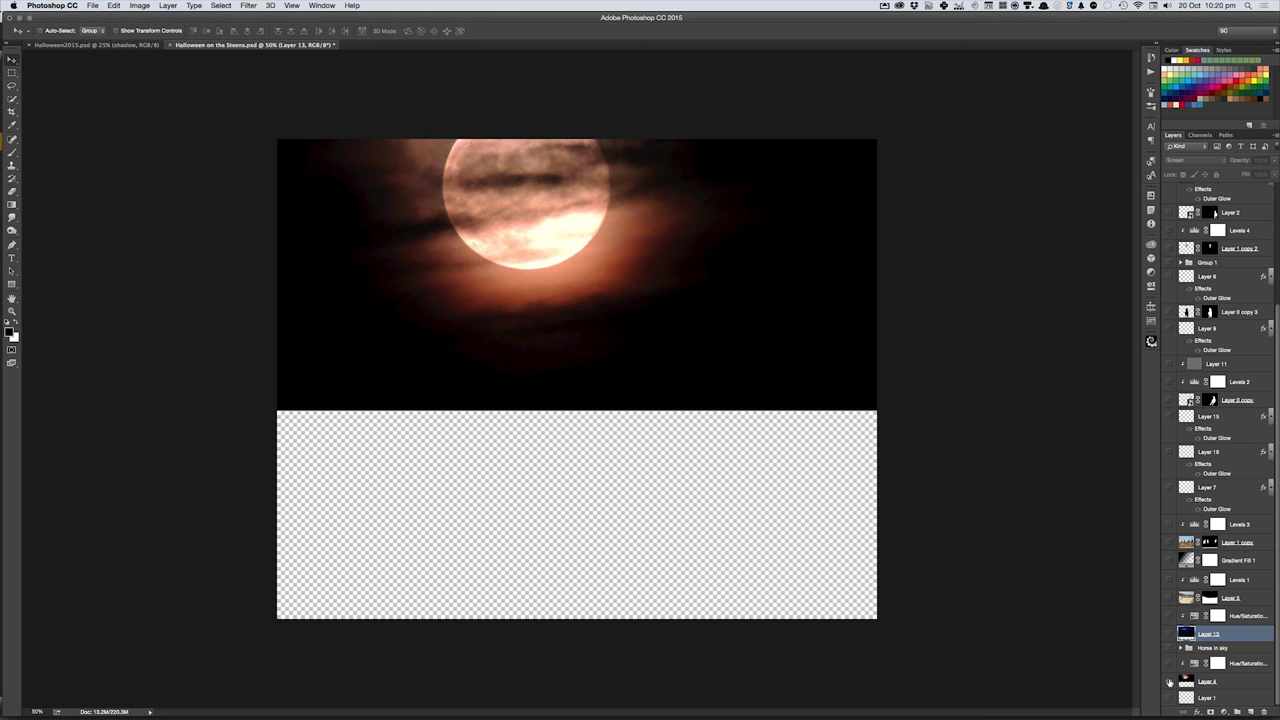 Photoshop CC File Edit Image Layer Type Select Filter 3D View Window Help 20 Oct 10:20 pm
Adobe Photoshop CC 2015
Auto-Select: Group Show Transform Controls 3D Mode: SC
Halloween2015.psd @ 25% (shadow, RGB/8) Halloween on the Steens.psd @ 50% (Layer 13, RGB/8*) *
Color Swatches Styles
Layers Channels Paths
Kind
Screen Opacity:
Lock: Fill:
Effects
Outer Glow
Layer 2
Levels 4
Layer 1 copy 2
Group 1
Layer 6
Effects
Outer Glow
Layer 0 copy 3
Layer 9
Effects
Outer Glow
Layer 11
Levels 2
Layer 0 copy
Layer 15
Effects
Outer Glow
Layer 16
Effects
Outer Glow
Layer 7
Effects
Outer Glow
Levels 3
Layer 1 copy
Gradient Fill 1
Levels 1
Layer 5
Hue/Saturatio...
Layer 13
Horse in sky
Hue/Saturatio...
Layer 4
Layer 1
50% Doc: 13.2M/220.3M